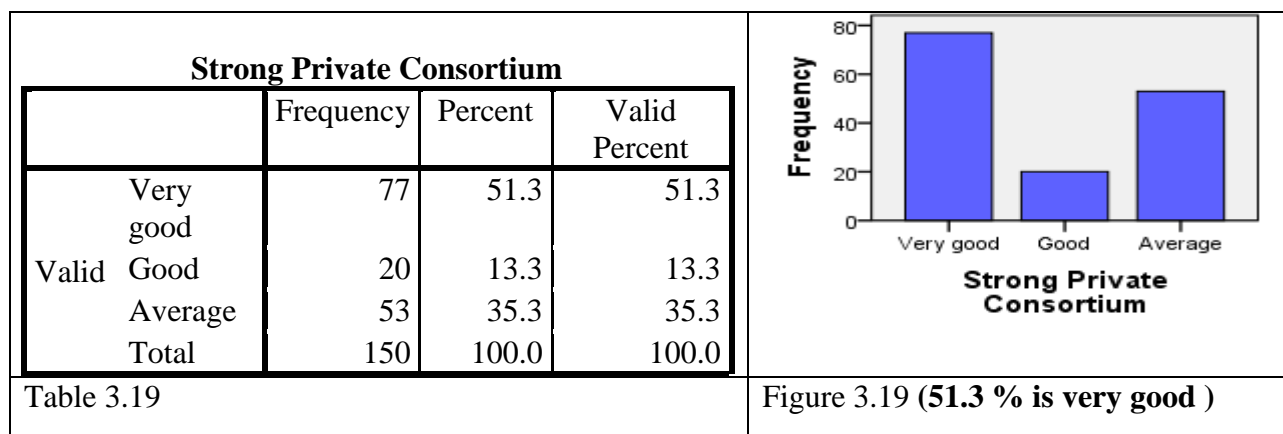 Strong Private Consortium
Frequency Percent Valid Percent
Valid Very good 77 51.3 51.3
Good 20 13.3 13.3
Average 53 35.3 35.3
Total 150 100.0 100.0
Table 3.19
80
60
40
20
0
Frequency
Very good Good Average
Strong Private
Consortium
Figure 3.19 (51.3 % is very good )